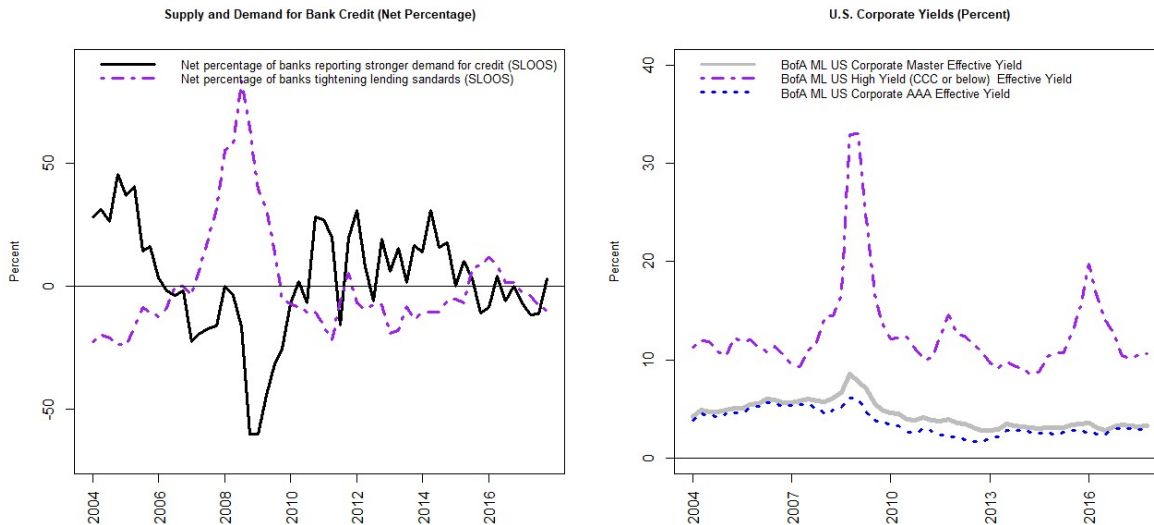 Supply and Demand for Bank Credit (Net Percentage)
Net percentage of banks reporting stronger demand for credit (SLOOS)
Net percentage of banks tightening lending sandards (SLOOS)
Percent
50
0
-50
2004
2006
2008
2010
2012
2014
2016
U.S. Corporate Yields (Percent)
BofA ML US Corporate Master Effective Yield
BofA ML US High Yield (CCC or below) Effective Yield
BofA ML US Corporate AAA Effective Yield
Percent
40
30
20
10
0
2004
2007
2010
2013
2016